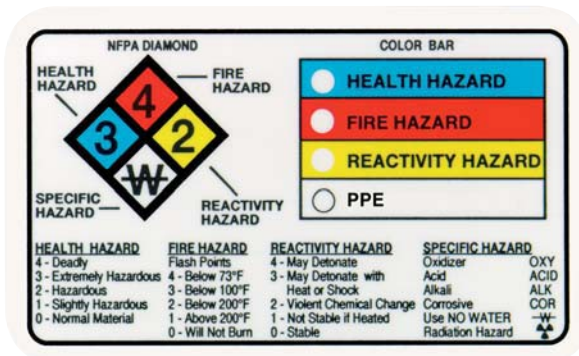 NFPA DIAMOND
HEALTH
HAZARD
FIRE
HAZARD
4
3
2
W
SPECIFIC
HAZARD
REACTIVITY
HAZARD
COLOR BAR
HEALTH HAZARD
FIRE HAZARD
REACTIVITY HAZARD
PPE
HEALTH HAZARD
4 - Deadly
3 - Extremely Hazardous
2 - Hazardous
1 - Slightly Hazardous
0 - Normal Material
FIRE HAZARD
Flash Points
4 - Below 73°F
3 - Below 100°F
2 - Below 200°F
1 - Above 200°F
0 - Will Not Burn
REACTIVITY HAZARD
4 - May Detonate
3 - May Detonate with
Heat or Shock
2 - Violent Chemical Change
1 - Not Stable if Heated
0 - Stable
SPECIFIC HAZARD
Oxidizer OXY
Acid ACID
Alkali ALK
Corrosive COR
Use NO WATER W
Radiation Hazard